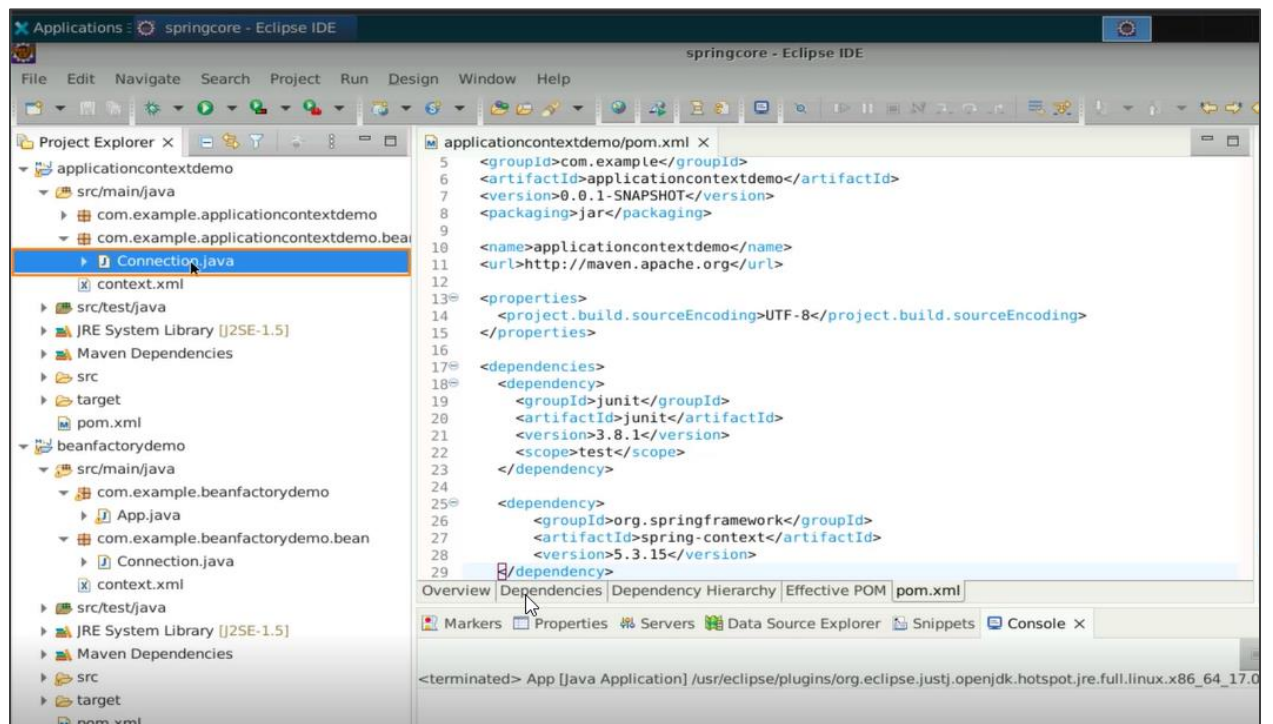 Applications : springcore - Eclipse IDE
springcore - Eclipse IDE
File Edit Navigate Search Project Run Design Window Help
Project Explorer
applicationcontextdemo
src/main/java
com.example.applicationcontextdemo
com.example.applicationcontextdemo.bea
Connection.java
context.xml
src/test/java
JRE System Library [J2SE-1.5]
Maven Dependencies
src
target
pom.xml
beanfactorydemo
src/main/java
com.example.beanfactorydemo
App.java
com.example.beanfactorydemo.bean
Connection.java
context.xml
src/test/java
JRE System Library [J2SE-1.5]
Maven Dependencies
src
target
pom.xml
applicationcontextdemo/pom.xml
5 <groupId>com.example</groupId>
6 <artifactId>applicationcontextdemo</artifactId>
7 <version>0.0.1-SNAPSHOT</version>
8 <packaging>jar</packaging>
9
10 <name>applicationcontextdemo</name>
11 <url>http://maven.apache.org</url>
12
13 <properties>
14 <project.build.sourceEncoding>UTF-8</project.build.sourceEncoding>
15 </properties>
16
17 <dependencies>
18 <dependency>
19 <groupId>junit</groupId>
20 <artifactId>junit</artifactId>
21 <version>3.8.1</version>
22 <scope>test</scope>
23 </dependency>
24
25 <dependency>
26 <groupId>org.springframework</groupId>
27 <artifactId>spring-context</artifactId>
28 <version>5.3.15</version>
29 </dependency>
Overview Dependencies Dependency Hierarchy Effective POM pom.xml
Markers Properties Servers Data Source Explorer Snippets Console
<terminated> App [Java Application] /usr/eclipse/plugins/org.eclipse.justj.openjdk.hotspot.jre.full.linux.x86_64_17.0